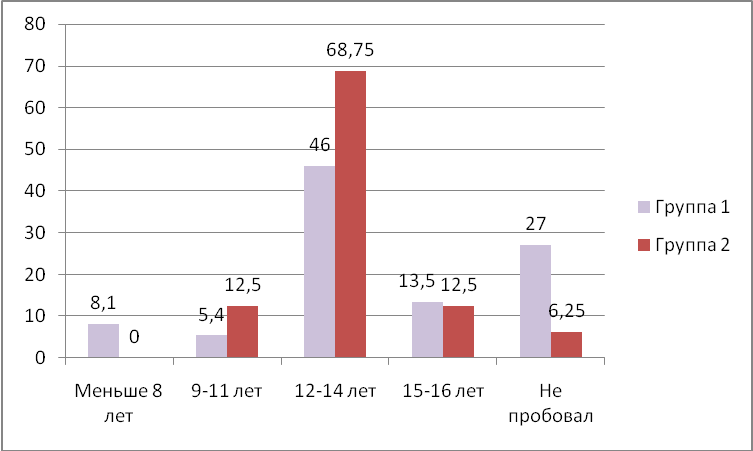 80
70
60
50
40
30
20
10
0
8,1
0
5,4
12,5
46
68,75
13,5
12,5
27
6,25
Меньше 8
лет
9-11 лет
12-14 лет
15-16 лет
Не
пробовал
Группа 1
Группа 2